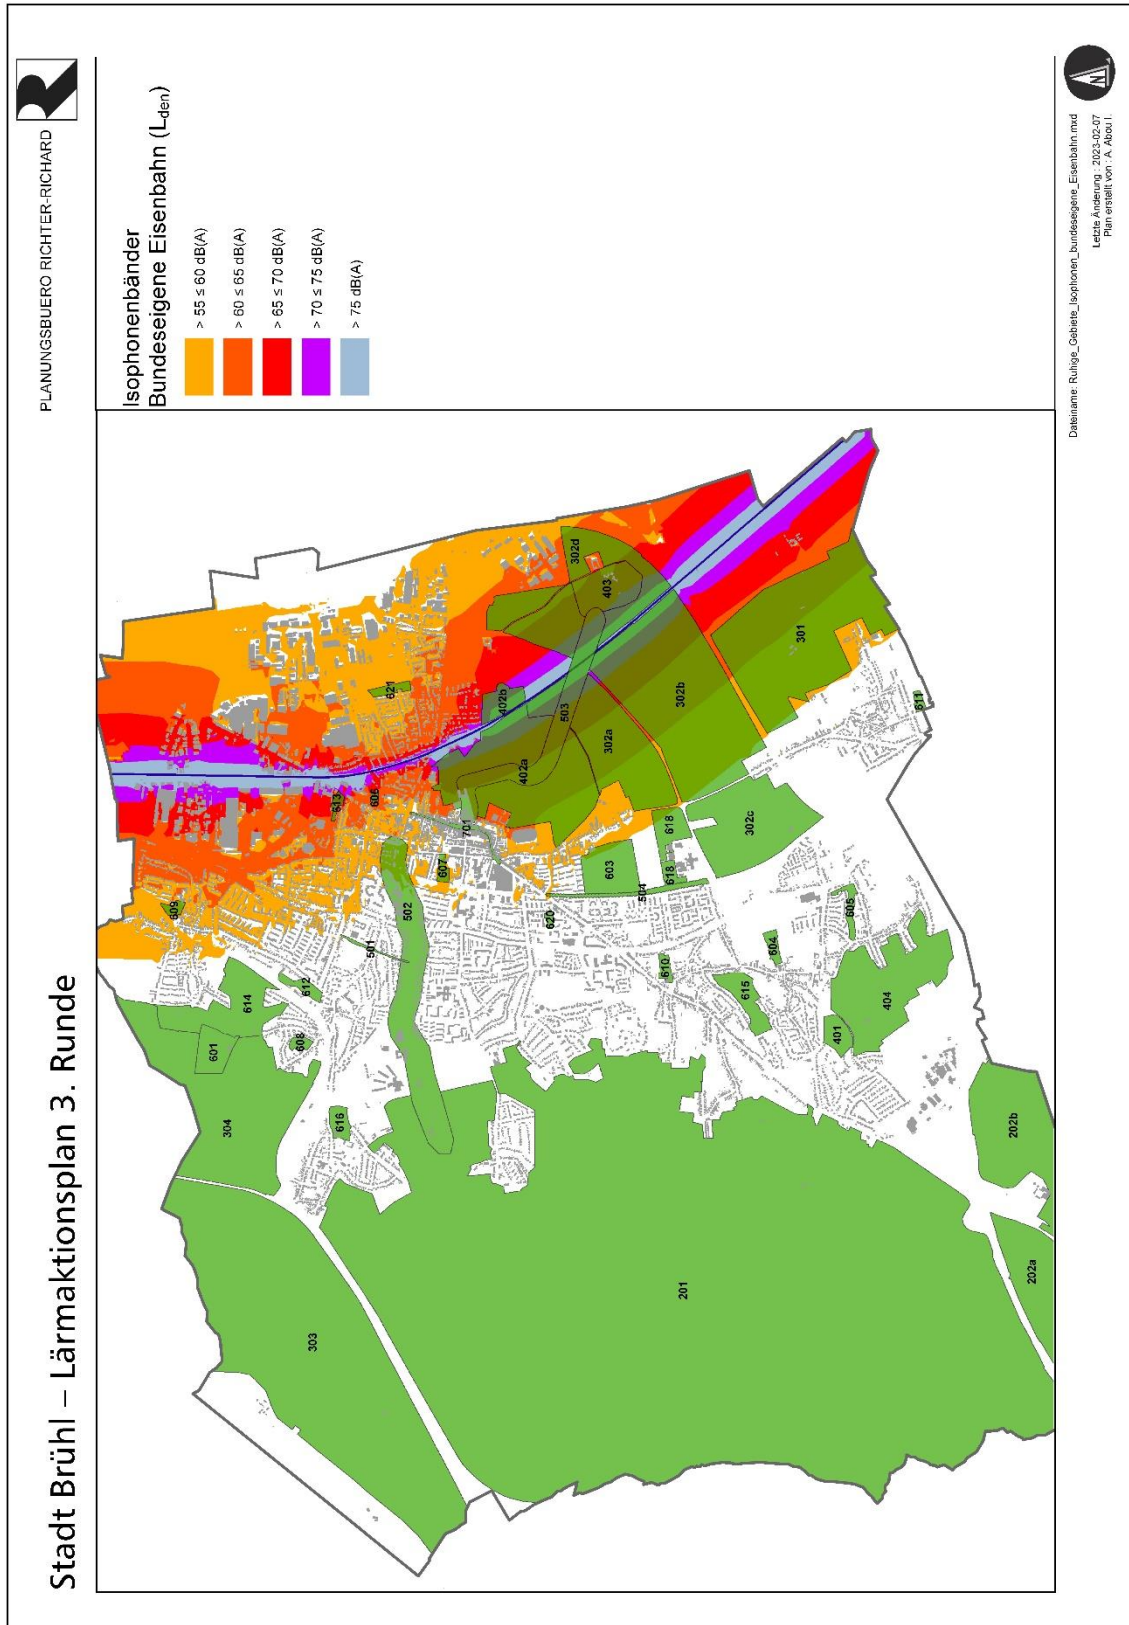 Stadt Brühl – Lärmaktionsplan 3. Runde
PLANUNGSBUERO RICHTER-RICHARD
Isophonenbänder
Bundeseigene Eisenbahn (Lden)
> 55 ≤ 60 dB(A)
> 60 ≤ 65 dB(A)
> 65 ≤ 70 dB(A)
> 70 ≤ 75 dB(A)
> 75 dB(A)
609
613
606
621
614
612
501
502
607
701
402b
402a
503
403
302d
601
608
304
616
620
603
504
618
618
302a
302b
301
302c
611
610
604
605
615
401
404
303
201
202b
202a
N
Dateiname: Ruhige_Gebiete_Isophonen_bundeseigene_Eisenbahn.mxd
Letzte Änderung : 2023-02-07
Plan erstellt von : A. Abou I.